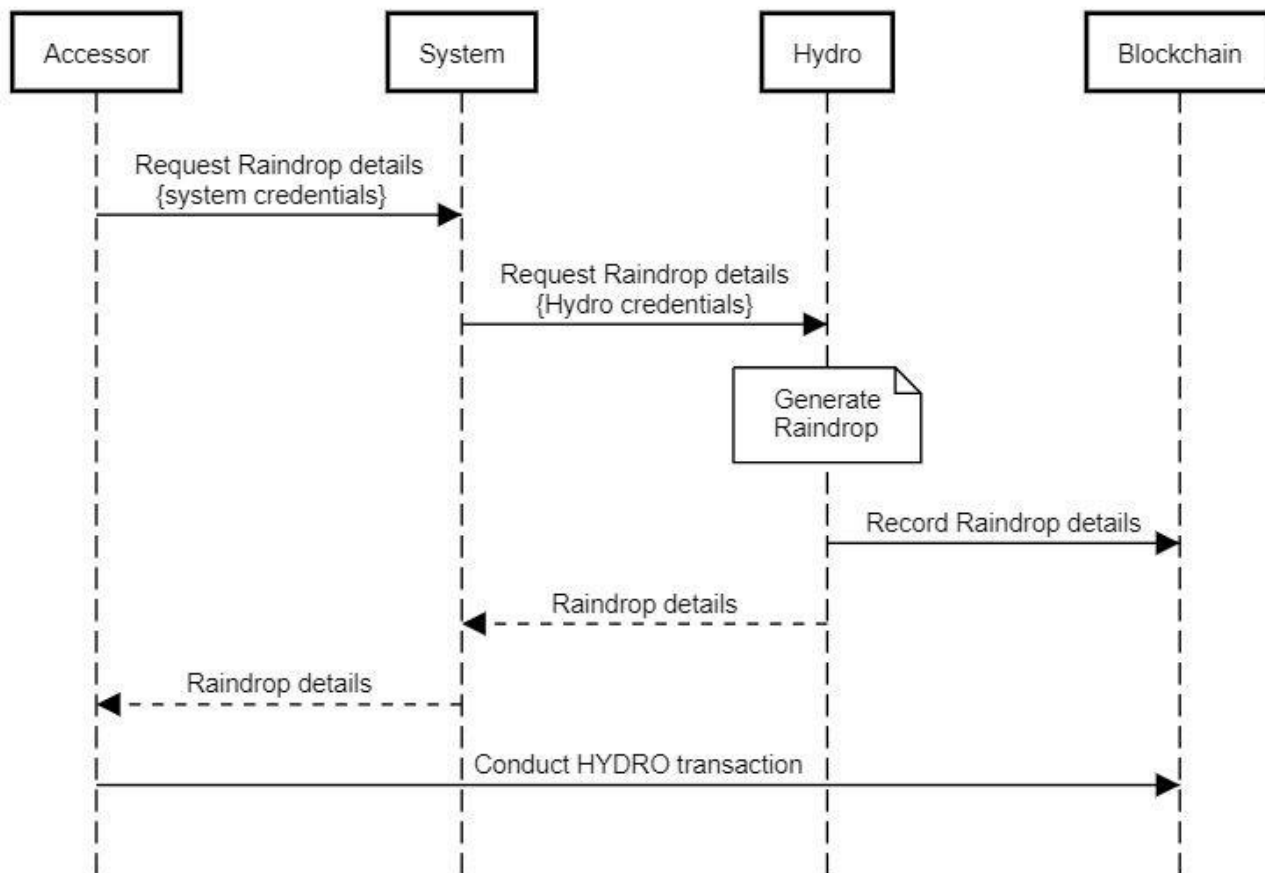 Accessor
System
Hydro
Blockchain
Request Raindrop details
{system credentials}
Request Raindrop details
{Hydro credentials}
Generate
Raindrop
Record Raindrop details
Raindrop details
Raindrop details
Conduct HYDRO transaction